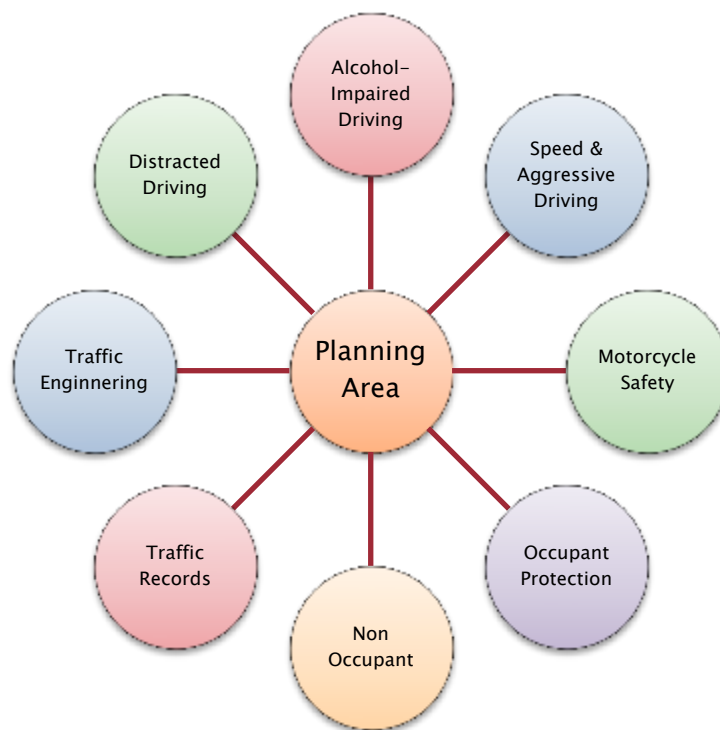 Alcohol-
Impaired
Driving
Speed &
Aggressive
Driving
Motorcycle
Safety
Occupant
Protection
Non
Occupant
Traffic
Records
Traffic
Enginnering
Distracted
Driving
Planning
Area